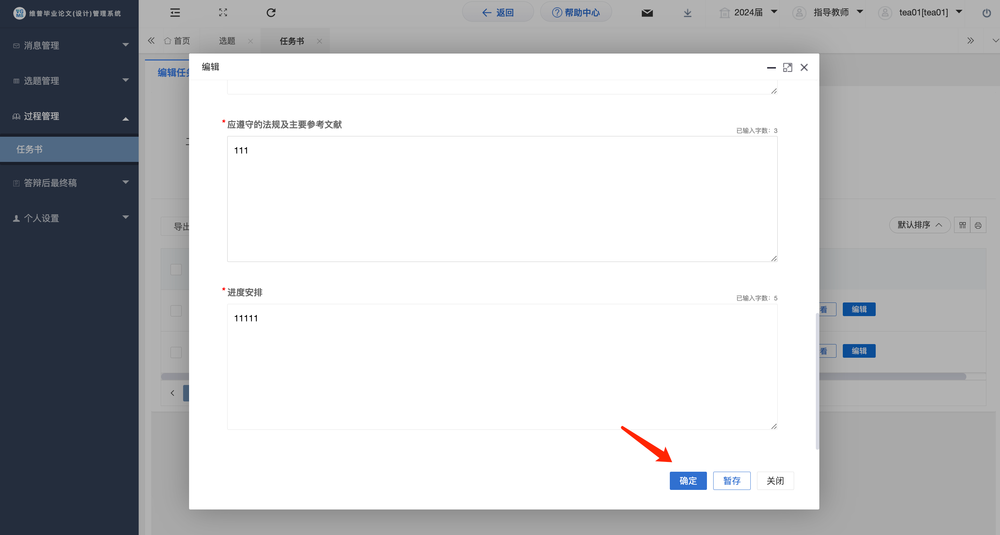 VG
MS
维普毕业论文(设计)管理系统
返回
帮助中心
2024届
指导教师
tea01[tea01]
首页
选题
任务书
消息管理
选题管理
过程管理
任务书
答辩后最终稿
个人设置
编辑任
编辑
*应遵守的法规及主要参考文献
已输入字数：3
111
*进度安排
已输入字数：5
11111
导出
默认排序
看
编辑
看
编辑
确定
暂存
关闭